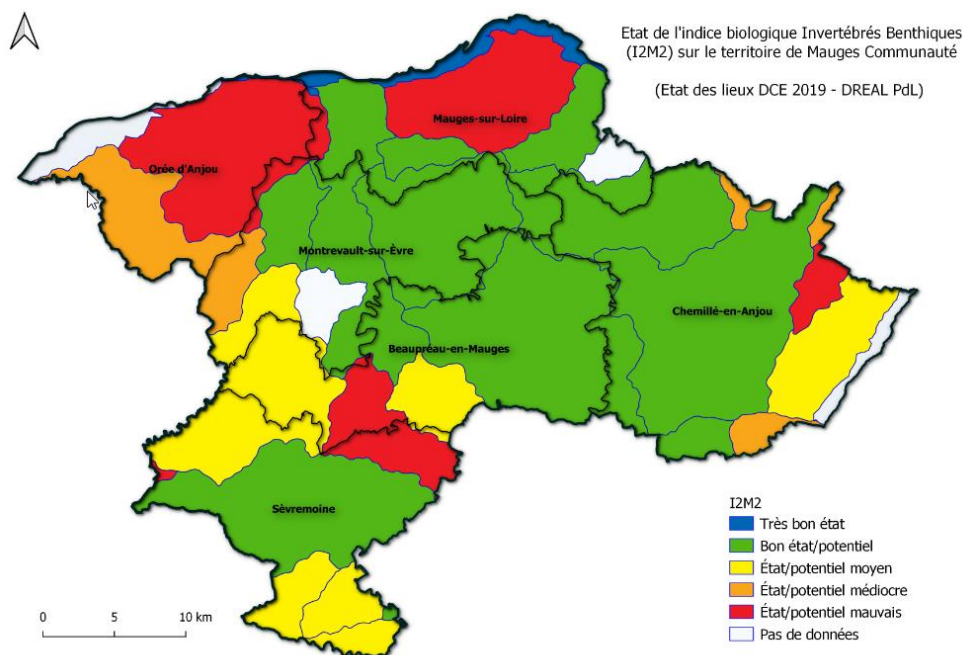 Etat de l'indice biologique Invertébrés Benthiques
(I2M2) sur le territoire de Mauges Communauté
(Etat des lieux DCE 2019 - DREAL PdL)
Mauges-sur-Loire
Orée d'Anjou
Montrevault-sur-Èvre
Chemillé-en-Anjou
Beaupréau-en-Mauges
Sèvremoine
I2M2
Très bon état
Bon état/potentiel
État/potentiel moyen
État/potentiel médiocre
État/potentiel mauvais
Pas de données
0 5 10 km